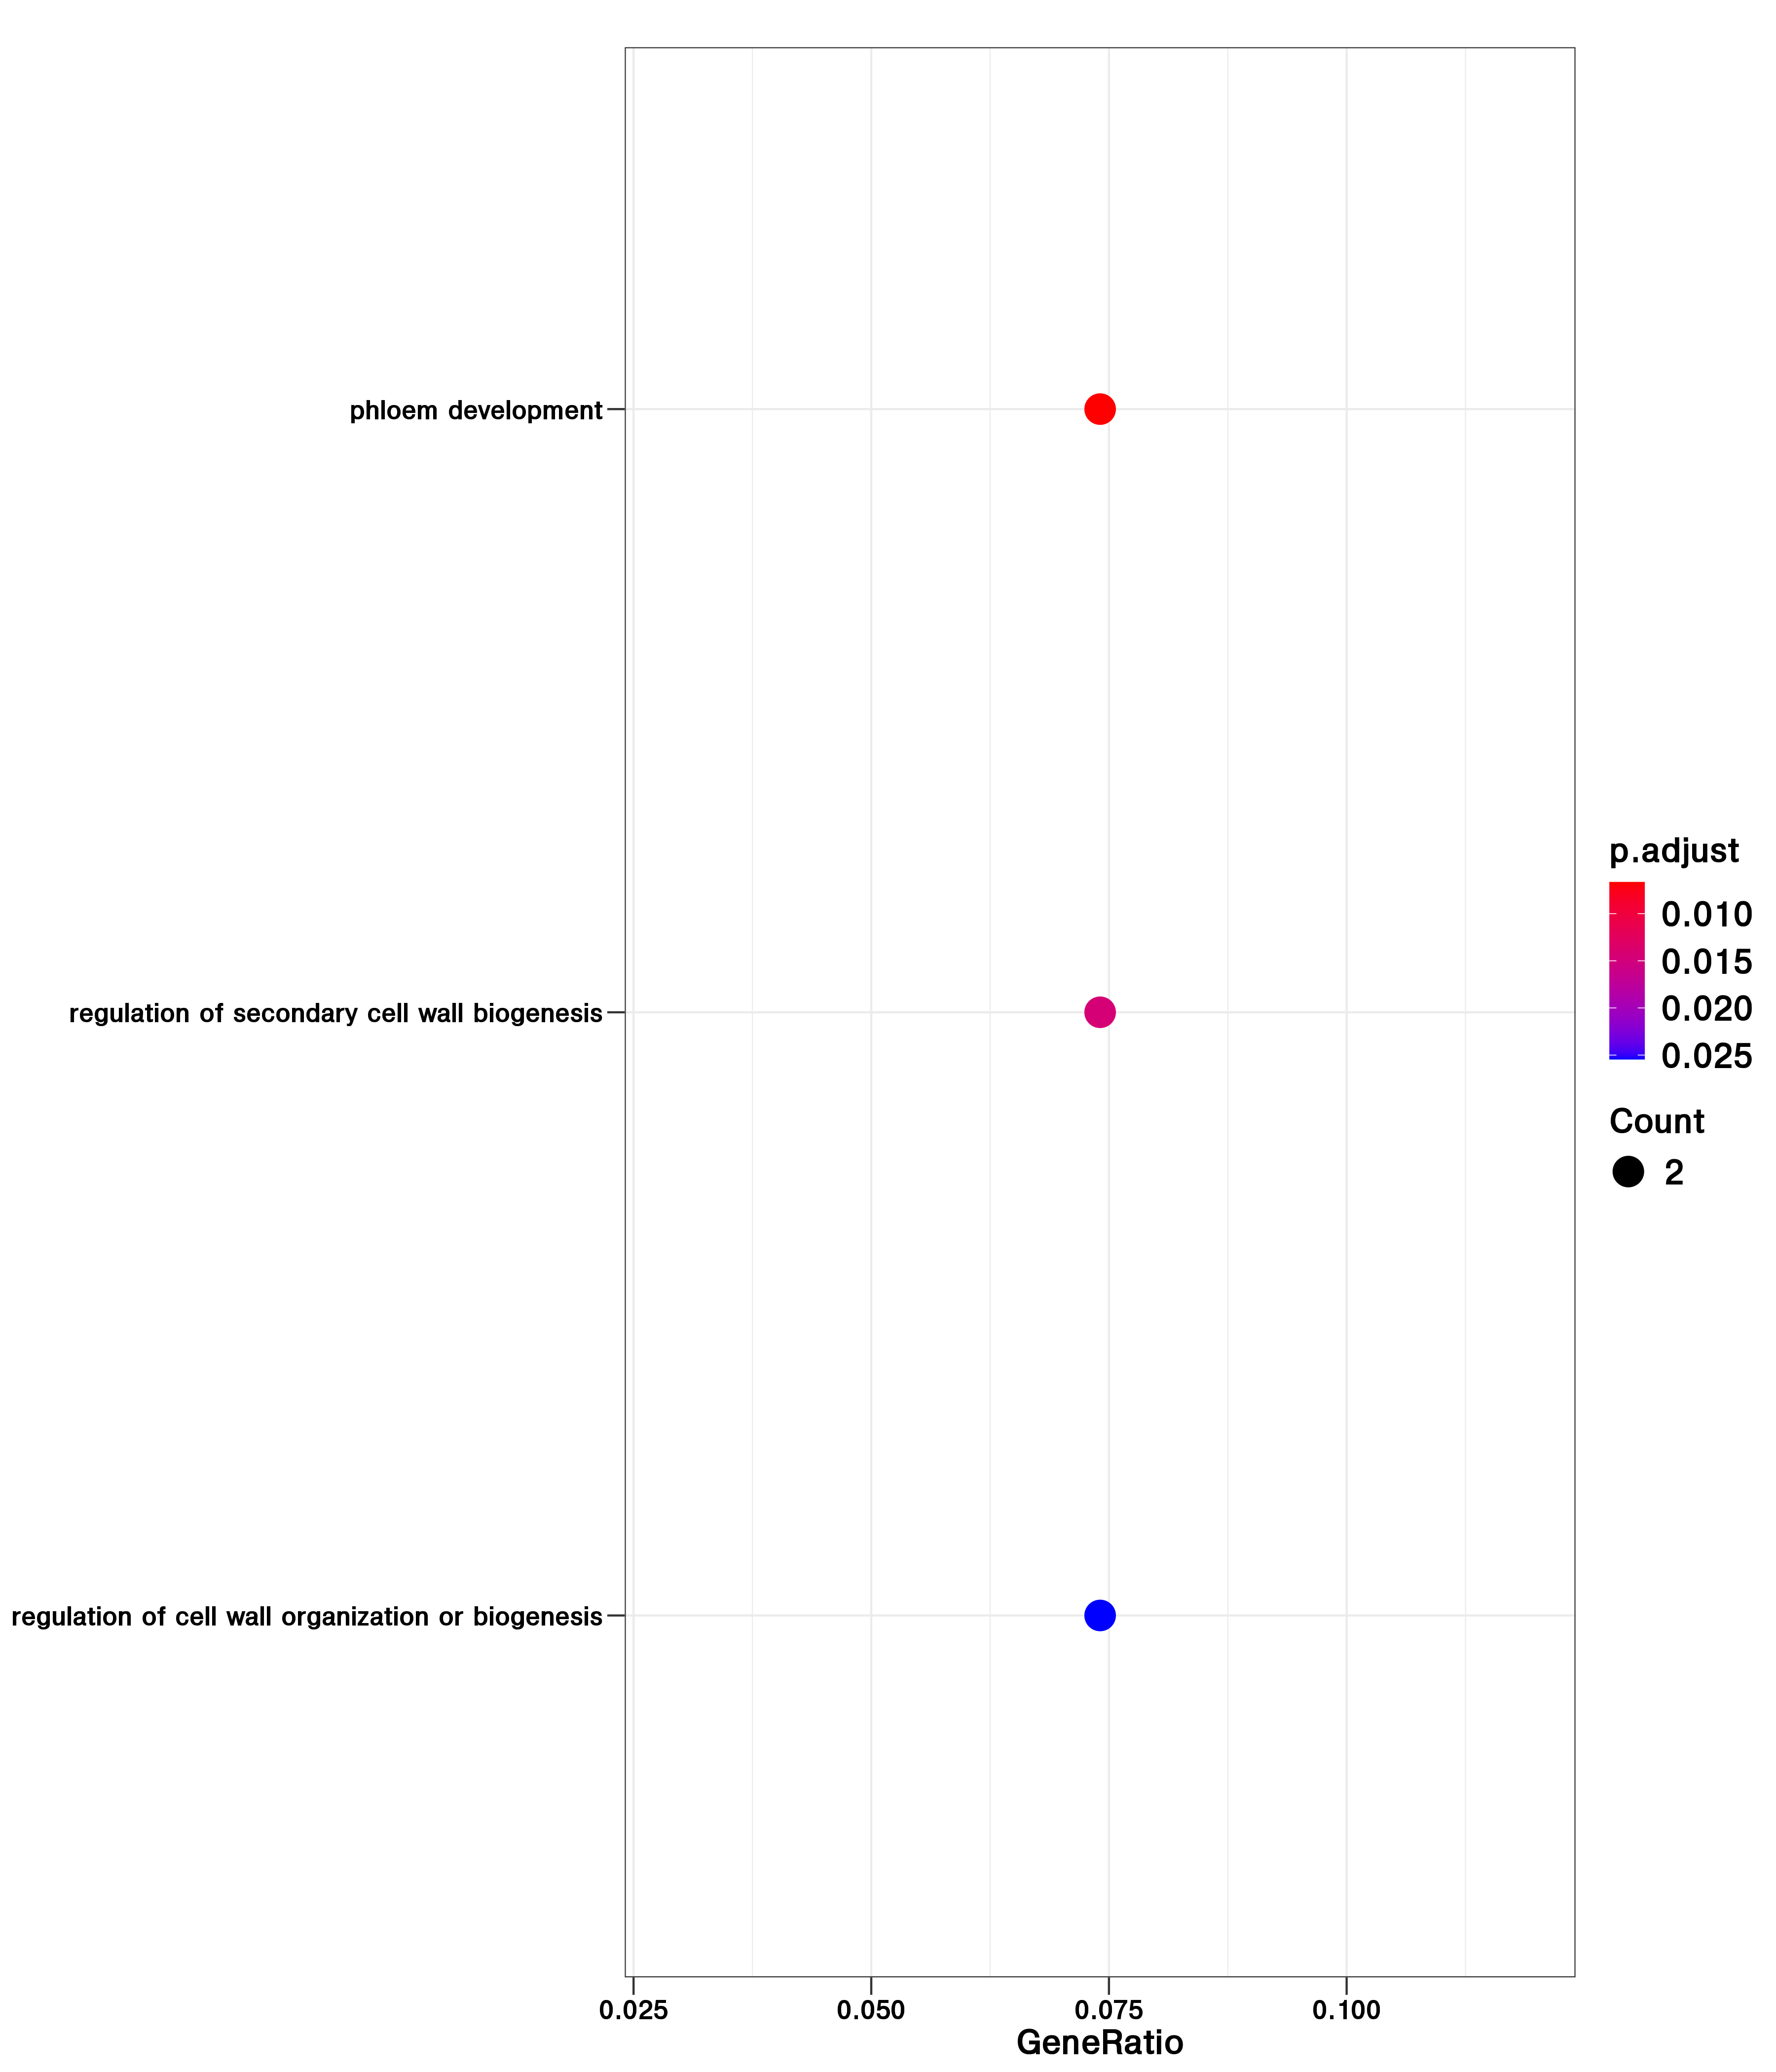 phloem development
regulation of secondary cell wall biogenesis
regulation of cell wall organization or biogenesis
0.025
0.050
0.075
0.100
GeneRatio
p.adjust
0.010
0.015
0.020
0.025
Count
2